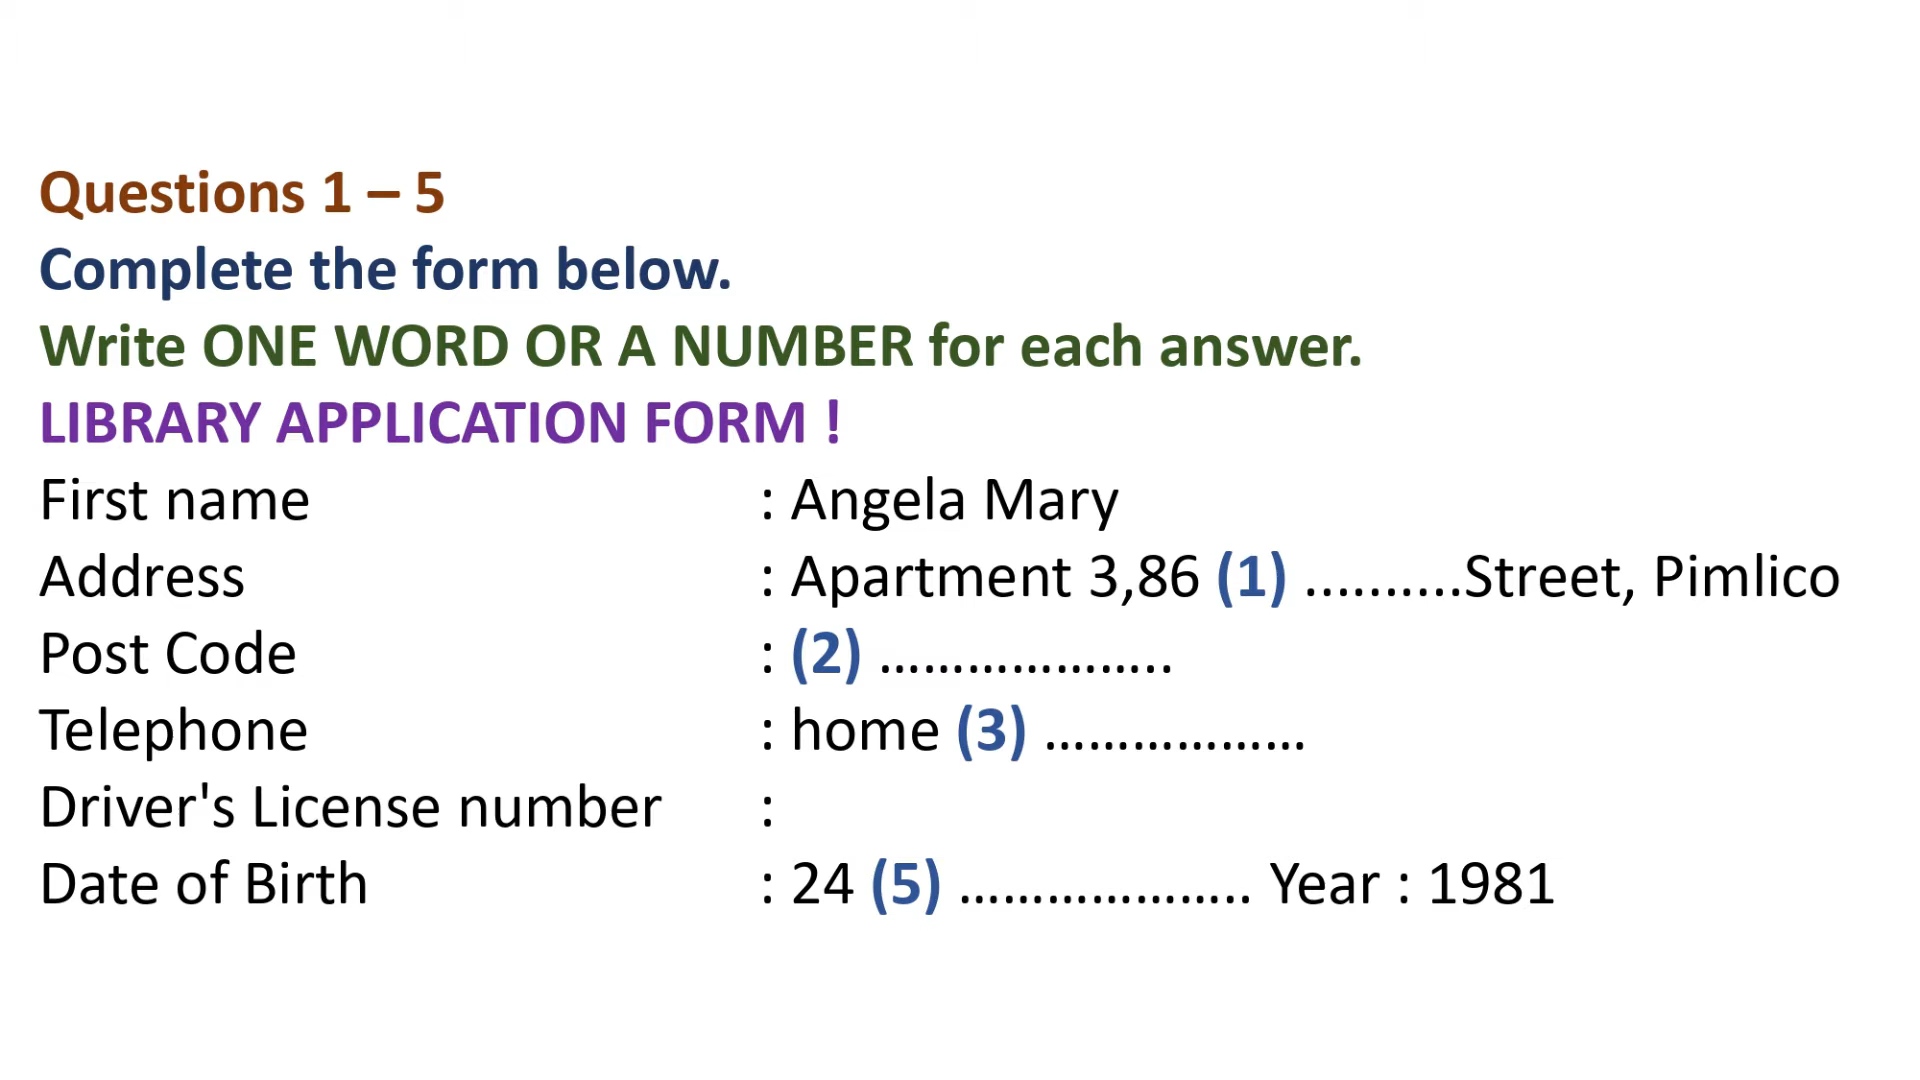 Questions 1 – 5
Complete the form below.
Write ONE WORD OR A NUMBER for each answer.
LIBRARY APPLICATION FORM !
First name : Angela Mary
Address : Apartment 3,86 (1) ..........Street, Pimlico
Post Code : (2) ………………..
Telephone : home (3) ………………
Driver's License number :
Date of Birth : 24 (5) ……………….. Year : 1981